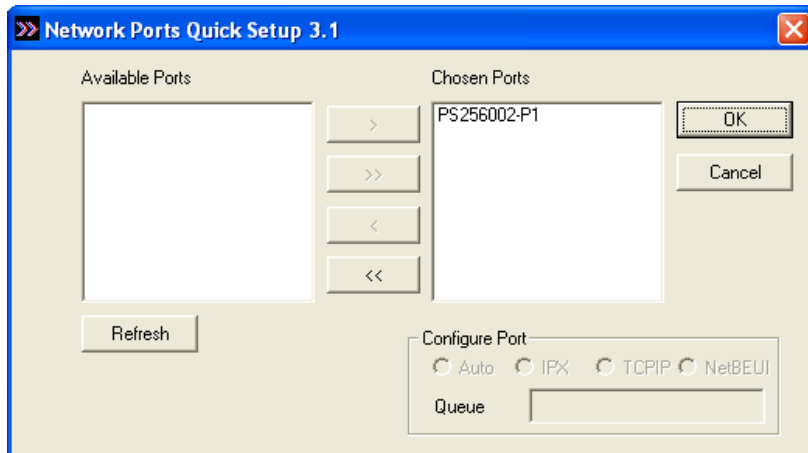 Network Ports Quick Setup 3.1
Available Ports
Chosen Ports
PS256002-P1
>
>>
<
<<
OK
Cancel
Refresh
Configure Port
Auto IPX TCPIP NetBEUI
Queue